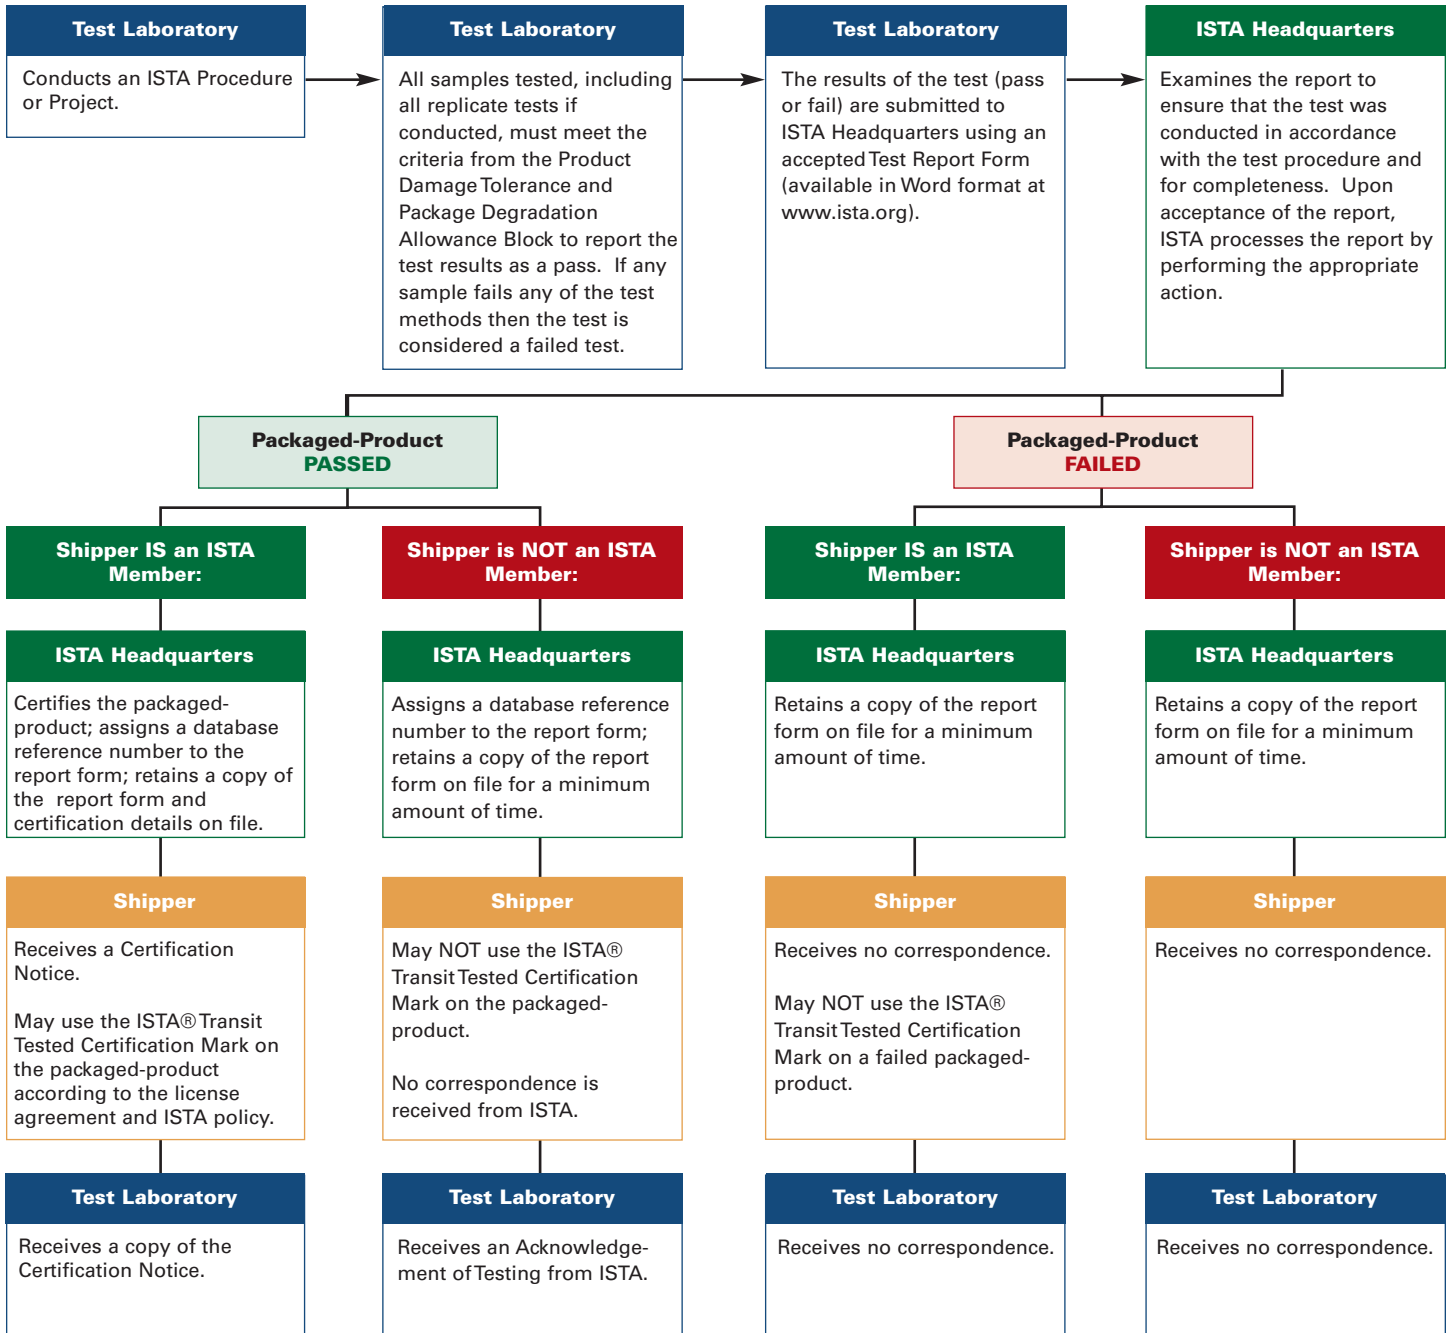 Test Laboratory
Conducts an ISTA Procedure
or Project.
Test Laboratory
All samples tested, including
all replicate tests if
conducted, must meet the
criteria from the Product
Damage Tolerance and
Package Degradation
Allowance Block to report the
test results as a pass.  If any
sample fails any of the test
methods then the test is
considered a failed test.
Test Laboratory
The results of the test (pass
or fail) are submitted to
ISTA Headquarters using an
accepted Test Report Form
(available in Word format at
www.ista.org).
ISTA Headquarters
Examines the report to
ensure that the test was
conducted in accordance
with the test procedure and
for completeness.  Upon
acceptance of the report,
ISTA processes the report by
performing the appropriate
action.
Packaged-Product
PASSED
Packaged-Product
FAILED
Shipper IS an ISTA
Member:
Shipper is NOT an ISTA
Member:
Shipper IS an ISTA
Member:
Shipper is NOT an ISTA
Member:
ISTA Headquarters
Certifies the packaged-
product; assigns a database
reference number to the
report form; retains a copy of
the  report form and
certification details on file.
ISTA Headquarters
Assigns a database reference
number to the report form;
retains a copy of the report
form on file for a minimum
amount of time.
ISTA Headquarters
Retains a copy of the report
form on file for a minimum
amount of time.
ISTA Headquarters
Retains a copy of the report
form on file for a minimum
amount of time.
Shipper
Receives a Certification
Notice.
May use the ISTA® Transit
Tested Certification Mark on
the packaged-product
according to the license
agreement and ISTA policy.
Shipper
May NOT use the ISTA®
Transit Tested Certification
Mark on the packaged-
product.
No correspondence is
received from ISTA.
Shipper
Receives no correspondence.
May NOT use the ISTA®
Transit Tested Certification
Mark on a failed packaged-
product.
Shipper
Receives no correspondence.
Test Laboratory
Receives a copy of the
Certification Notice.
Test Laboratory
Receives an Acknowledge-
ment of Testing from ISTA.
Test Laboratory
Receives no correspondence.
Test Laboratory
Receives no correspondence.